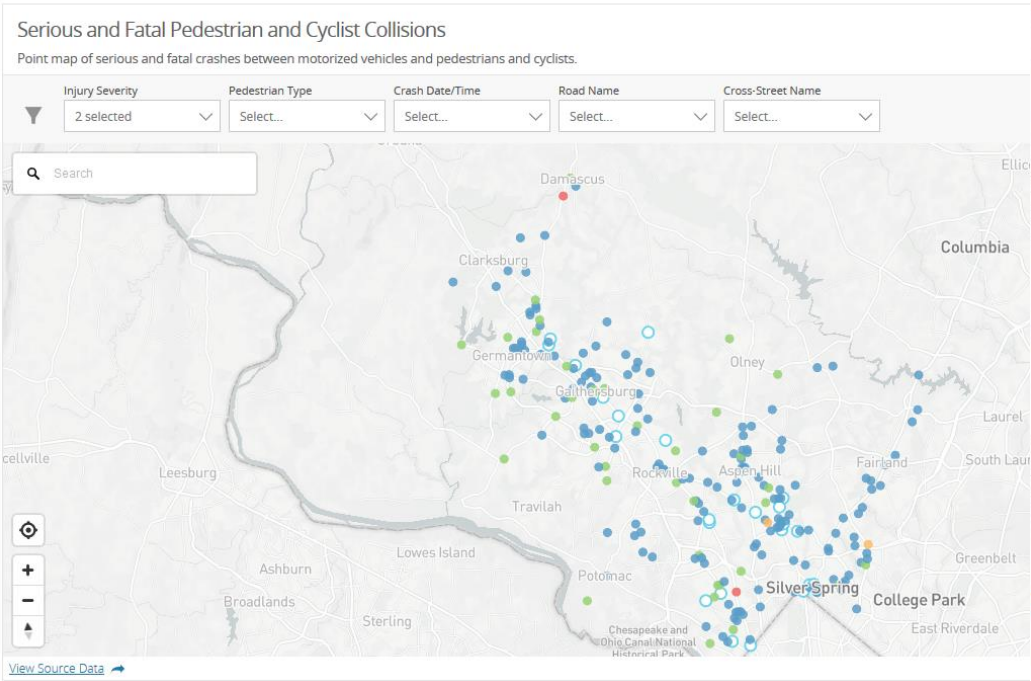 Serious and Fatal Pedestrian and Cyclist Collisions
Point map of serious and fatal crashes between motorized vehicles and pedestrians and cyclists.
Injury Severity Pedestrian Type Crash Date/Time Road Name Cross-Street Name
2 selected Select... Select... Select... Select...
Search
Damascus
Ellic
Columbia
Clarksburg
Germantown
Olney
Gaithersburg
Laurel
cellville
Leesburg
Rockville
Aspen Hill
Fairland
South Lau
Travilah
Lowes Island
Ashburn
Greenbelt
Potomac
Silver Spring
Broadlands
College Park
Sterling
East Riverdale
Chesapeake and
Ohio Canal National
Historical Park
View Source Data